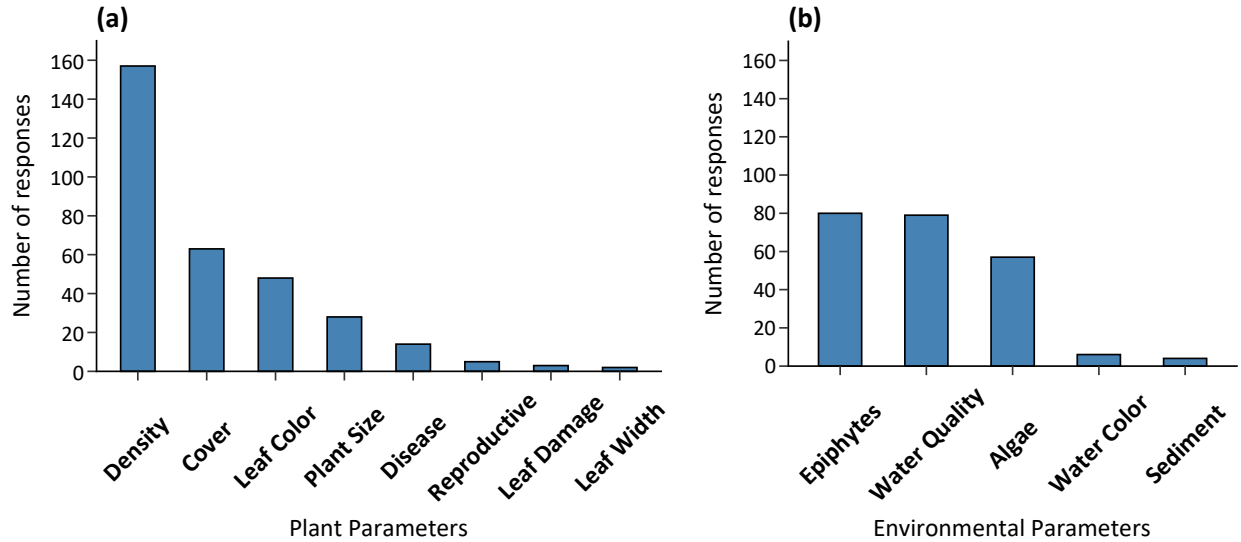 (a)
Number of responses
160
140
120
100
80
60
40
20
0
Density
Cover
Leaf Color
Plant Size
Disease
Reproductive
Leaf Damage
Leaf Width
Plant Parameters
(b)
Number of responses
160
140
120
100
80
60
40
20
0
Epiphytes
Water Quality
Algae
Water Color
Sediment
Environmental Parameters